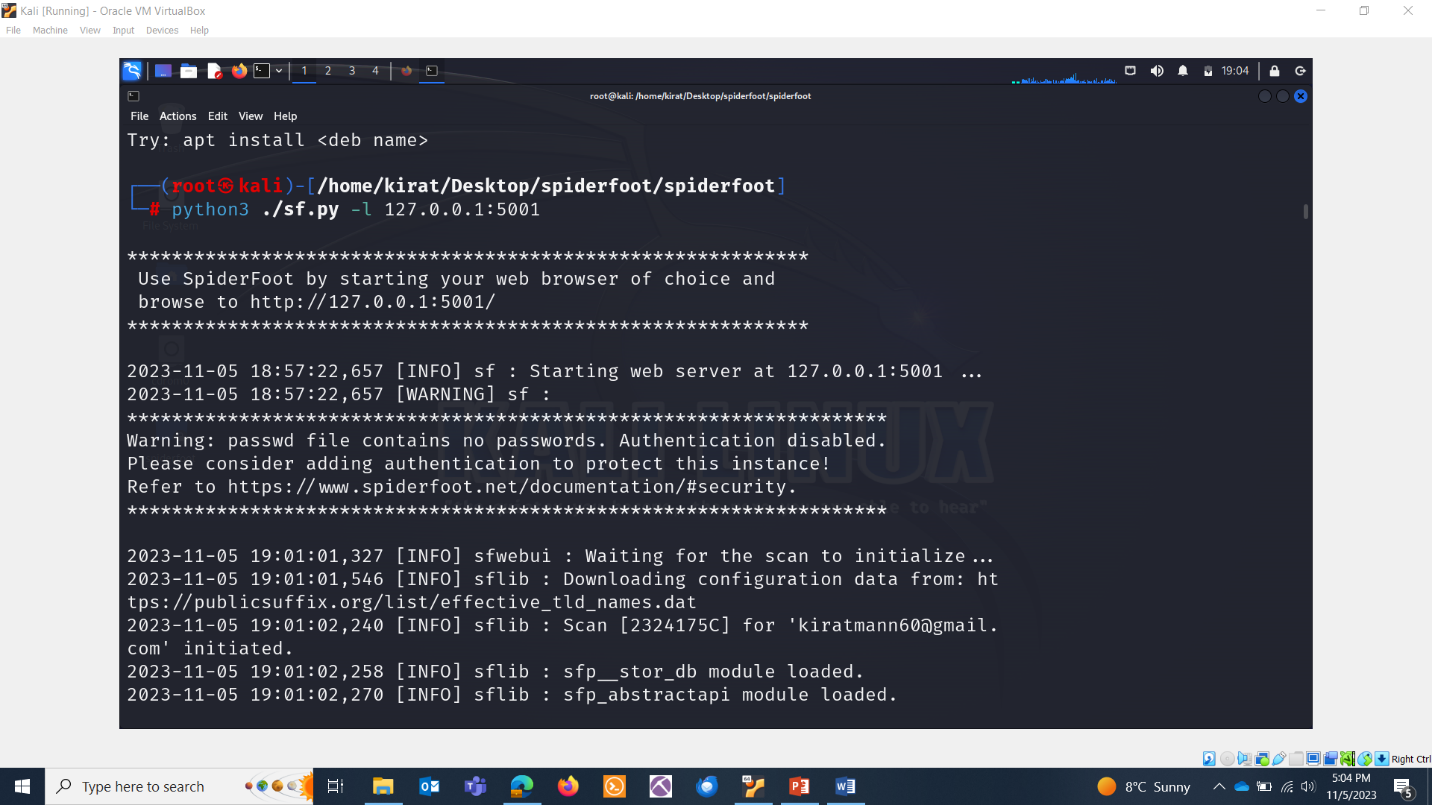 Kali [Running] - Oracle VM VirtualBox
File Machine View Input Devices Help
1 2 3 4 19:04
root@kali: /home/kirat/Desktop/spiderfoot/spiderfoot
File Actions Edit View Help
Try: apt install <deb name>
(root㉿kali)-[/home/kirat/Desktop/spiderfoot/spiderfoot]
# python3 ./sf.py -l 127.0.0.1:5001
*************************************************************
Use SpiderFoot by starting your web browser of choice and
browse to http://127.0.0.1:5001/
*************************************************************
2023-11-05 18:57:22,657 [INFO] sf : Starting web server at 127.0.0.1:5001 ...
2023-11-05 18:57:22,657 [WARNING] sf :
********************************************************************
Warning: passwd file contains no passwords. Authentication disabled.
Please consider adding authentication to protect this instance!
Refer to https://www.spiderfoot.net/documentation/#security.
********************************************************************
KALI LINUX
2023-11-05 19:01:01,327 [INFO] sfwebui : Waiting for the scan to initialize...
2023-11-05 19:01:01,546 [INFO] sflib : Downloading configuration data from: ht
tps://publicsuffix.org/list/effective_tld_names.dat
2023-11-05 19:01:02,240 [INFO] sflib : Scan [2324175C] for 'kiratmann60@gmail.
com' initiated.
2023-11-05 19:01:02,258 [INFO] sflib : sfp__stor_db module loaded.
2023-11-05 19:01:02,270 [INFO] sflib : sfp_abstractapi module loaded.
Right Ctrl
Type here to search
8°C Sunny
5:04 PM
11/5/2023
5